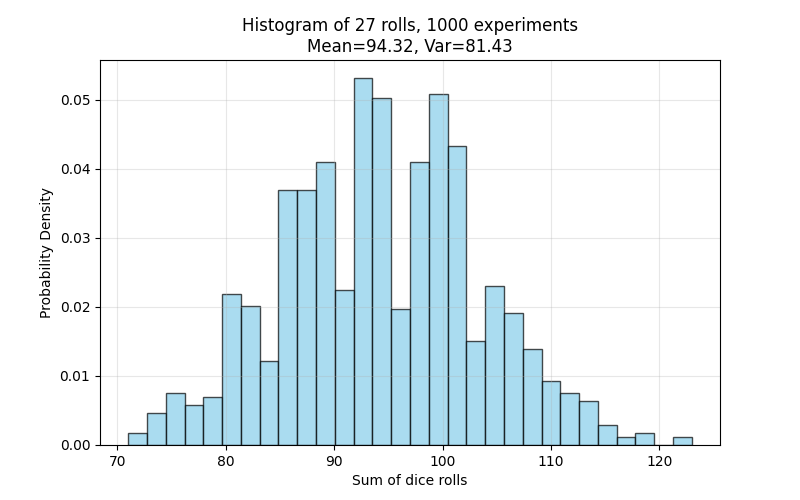 Histogram of 27 rolls, 1000 experiments
Mean=94.32, Var=81.43
Probability Density
0.05
0.04
0.03
0.02
0.01
0.00
70 80 90 100 110 120
Sum of dice rolls